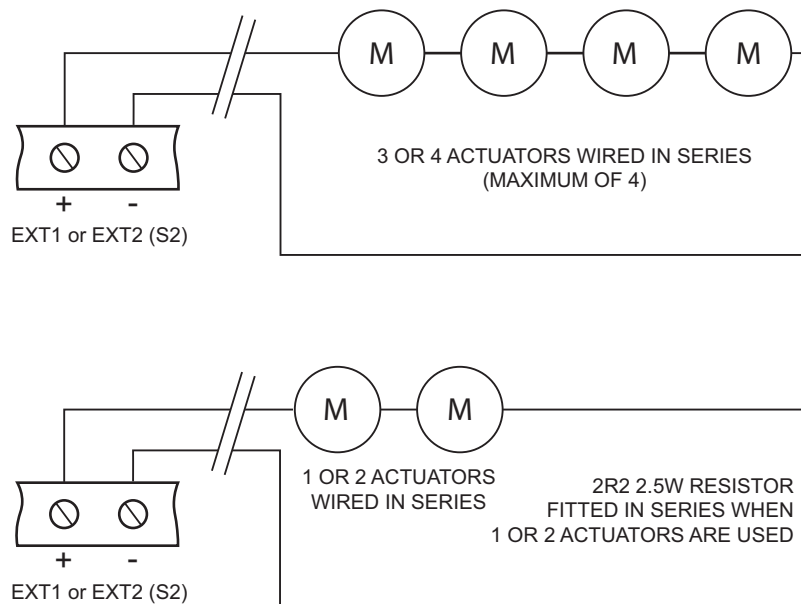 M M M M
3 OR 4 ACTUATORS WIRED IN SERIES
(MAXIMUM OF 4)
+ -
EXT1 or EXT2 (S2)
M M
1 OR 2 ACTUATORS
WIRED IN SERIES
2R2 2.5W RESISTOR
FITTED IN SERIES WHEN
1 OR 2 ACTUATORS ARE USED
+ -
EXT1 or EXT2 (S2)